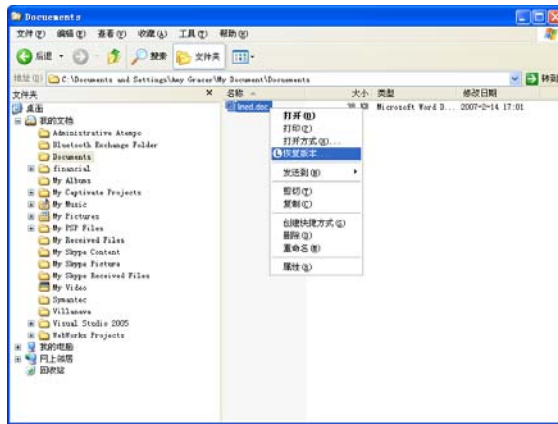 Documents
文件(F) 编辑(E) 查看(V) 收藏(A) 工具(T) 帮助(H)
后退 搜索 文件夹
地址(D) C:\Documents and Settings\Amy Gracer\My Document\Documents 转到
文件夹 名称 大小 类型 修改日期
桌面
我的文档
Administrative Atempo
Bluetooth Exchange Folder
Documents
financial
My Albums
My Captivate Projects
My Music
My Pictures
My PSP Files
My Received Files
My Skype Content
My Skype Pictures
My Skype Received Files
My Video
Symantec
Villanova
Visual Studio 2005
WebWorks Projects
我的电脑
网上邻居
回收站
lined.doc Microsoft Word D... 2007-2-14 17:01
打开(O)
打印(P)
打开方式(H)...
恢复版本...
发送到(N)
剪切(T)
复制(C)
创建快捷方式(S)
删除(D)
重命名(M)
属性(R)